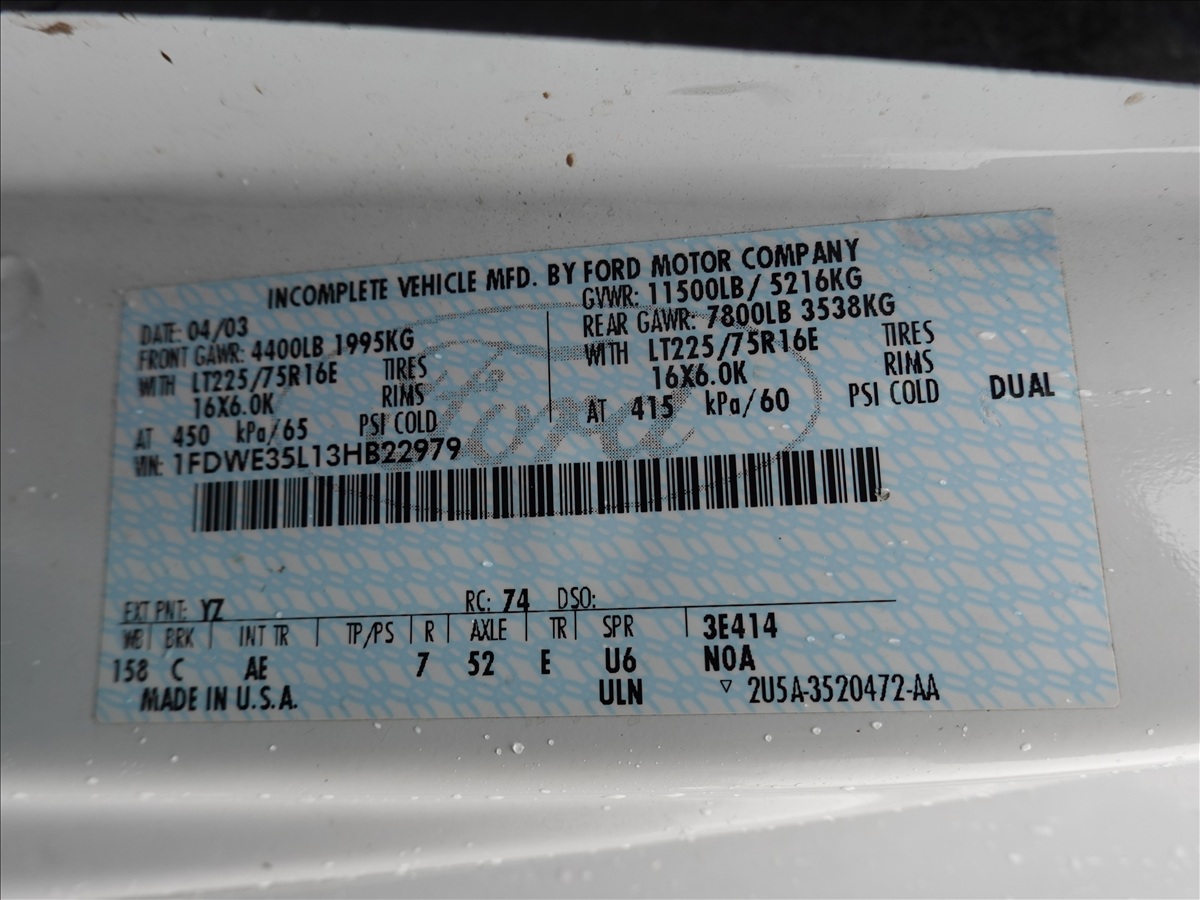 INCOMPLETE VEHICLE MFD. BY FORD MOTOR COMPANY
DATE: 04/03 GVWR: 11500LB/ 5216KG
FRONT GAWR: 4400LB 1995KG REAR GAWR: 7800LB 3538KG
WITH LT225/75R16E TIRES WITH LT225/75R16E TIRES
16X6.0K RIMS 16X6.0K RIMS
AT 450 kPa/65 PSI COLD AT 415 kPa/60 PSI COLD DUAL
VIN: 1FDWE35L13HB22979
Ford
EXT PNT: YZ RC: 74 DSO:
WB BRK INT TR TP/PS R AXLE TR SPR 3E414
158 C AE 7 52 E U6 N0A
MADE IN U.S.A. ULN ▽ 2U5A-3520472-AA